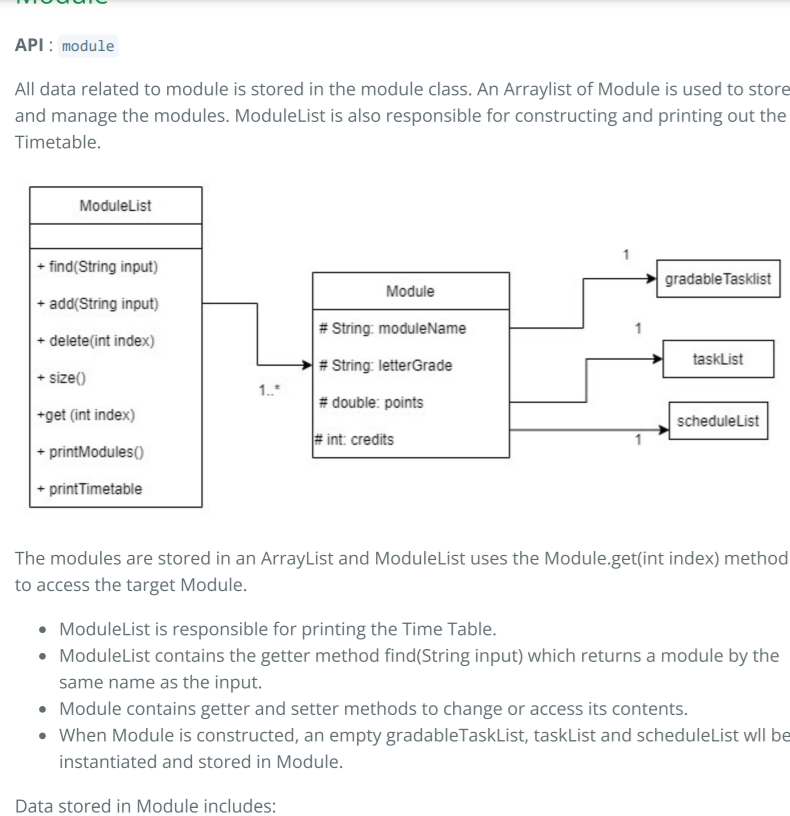 Module
API : module
All data related to module is stored in the module class. An Arraylist of Module is used to store
and manage the modules. ModuleList is also responsible for constructing and printing out the
Timetable.
ModuleList
+ find(String input)
+ add(String input)
+ delete(int index)
+ size()
+get (int index)
+ printModules()
+ printTimetable
1..*
Module
# String: moduleName
# String: letterGrade
# double: points
# int: credits
1
gradableTasklist
1
taskList
scheduleList
1
The modules are stored in an ArrayList and ModuleList uses the Module.get(int index) method
to access the target Module.
• ModuleList is responsible for printing the Time Table.
• ModuleList contains the getter method find(String input) which returns a module by the
same name as the input.
• Module contains getter and setter methods to change or access its contents.
• When Module is constructed, an empty gradableTaskList, taskList and scheduleList wll be
instantiated and stored in Module.
Data stored in Module includes: